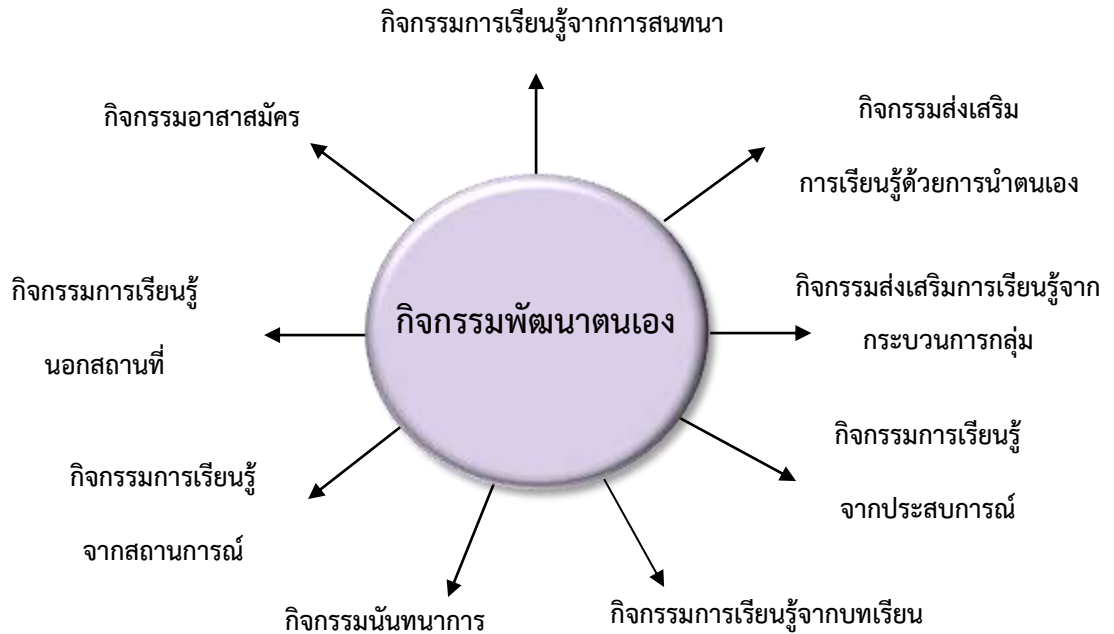 กิจกรรมการเรียนรู้จากการสนทนา
กิจกรรมอาสาสมัคร
กิจกรรมส่งเสริม
การเรียนรู้ด้วยการนำตนเอง
กิจกรรมการเรียนรู้
นอกสถานที่
กิจกรรมพัฒนาตนเอง
กิจกรรมส่งเสริมการเรียนรู้จาก
กระบวนการกลุ่ม
กิจกรรมการเรียนรู้
จากสถานการณ์
กิจกรรมการเรียนรู้
จากประสบการณ์
กิจกรรมนันทนาการ
กิจกรรมการเรียนรู้จากบทเรียน